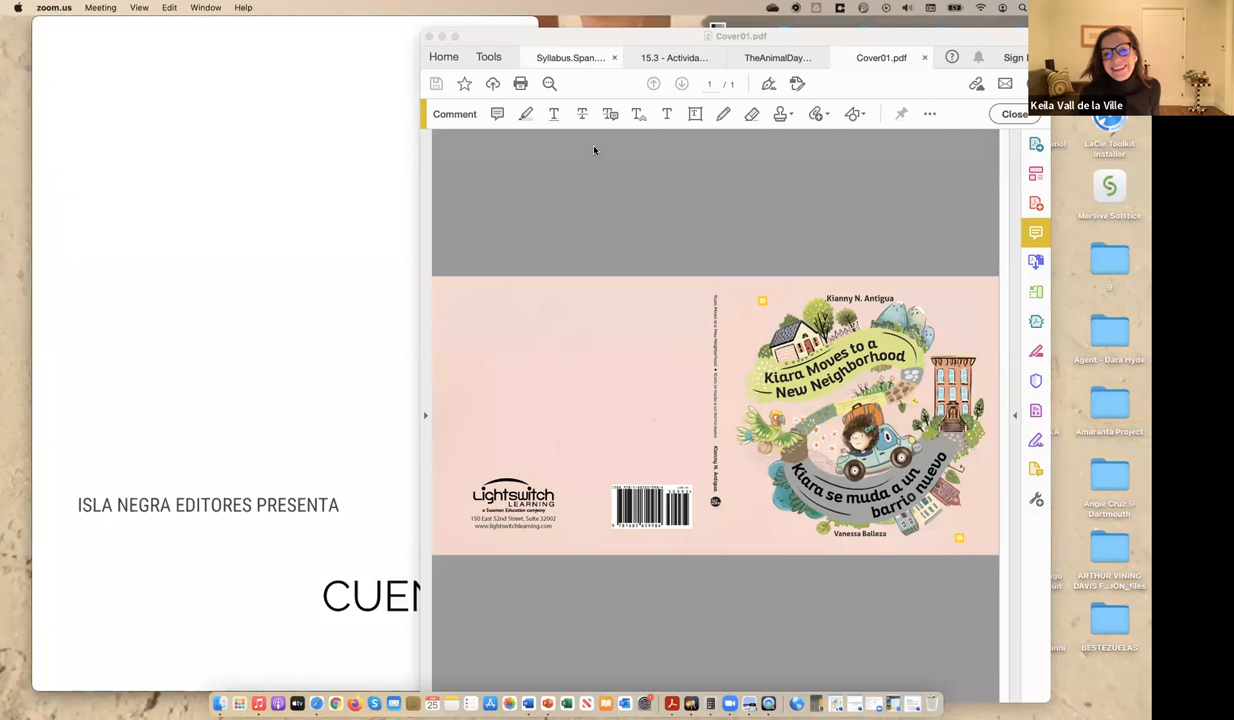 zoom.us Meeting View Edit Window Help
Cover01.pdf
Home Tools Syllabus.Span.... 15.3 - Activida... TheAnimalDay... Cover01.pdf Sign
1 / 1
Comment Close
Keila Vall de la Ville
LaCie Toolkit
Installer
Mersive Solstice
9
Agent - Dara Hyde
Amaranta Project
Angie Cruz @
Dartmouth
ARTHUR VINING
DAVIS F...ION_files
BESTEZUELAS
ISLA NEGRA EDITORES PRESENTA
CUEN
Kianny N. Antigua
Kiara Moves to a
New Neighborhood
Kiara se muda a un
barrio nuevo
Vanessa Balleza
Kianny N. Antigua
Lightswitch
LEARNING
a Sussman Education company
150 East 52nd Street, Suite 32002
www.lightswitchlearning.com
25